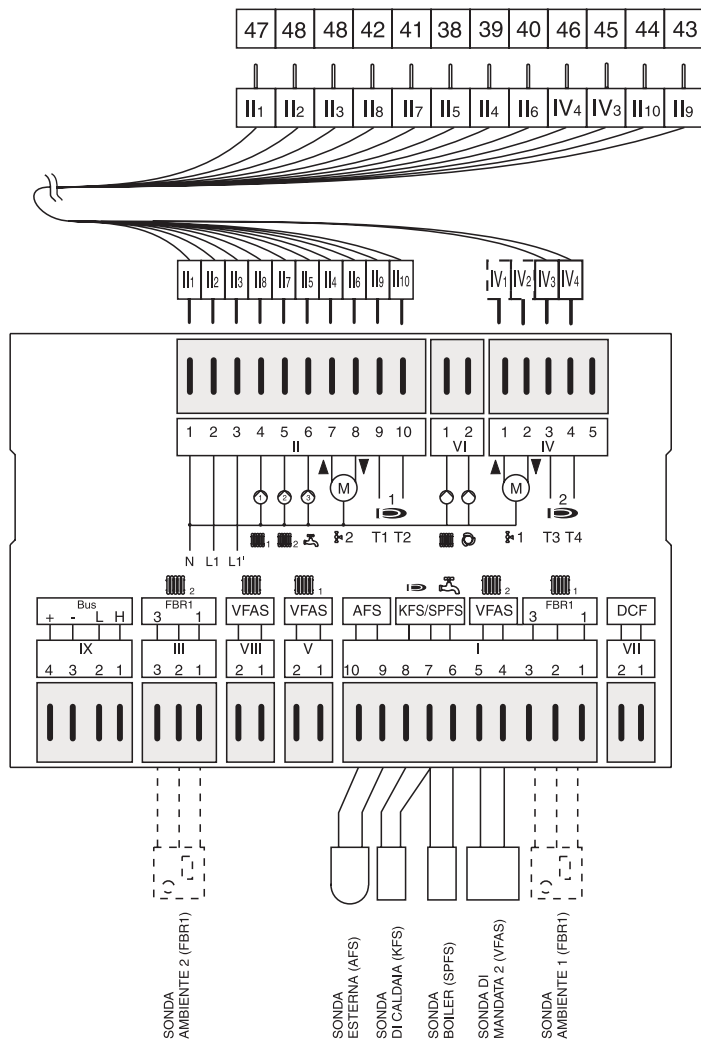 47 48 48 42 41 38 39 40 46 45 44 43
II1 II2 II3 II8 II7 II5 II4 II6 IV4 IV3 II10 II9
II1 II2 II3 II8 II7 II5 II4 II6 II9 II10 IV1 IV2 IV3 IV4
1 2 3 4 5 6 7 8 9 10 1 2 1 2 3 4 5
II VI IV
1 2 3 M 1 M 2
1 2 2 T1 T2 1 T3 T4
N L1 L1'
2 1 2 1
Bus FBR1 VFAS VFAS AFS KFS/SPFS VFAS FBR1 DCF
+ - L H 3 1 3 1
IX III VIII V I VII
4 3 2 1 3 2 1 2 1 2 1 10 9 8 7 6 5 4 3 2 1 2 1
SONDA
AMBIENTE 2 (FBR1)
SONDA
ESTERNA (AFS)
SONDA
DI CALDAIA (KFS)
SONDA
BOILER (SPFS)
SONDA DI
MANDATA 2 (VFAS)
SONDA
AMBIENTE 1 (FBR1)